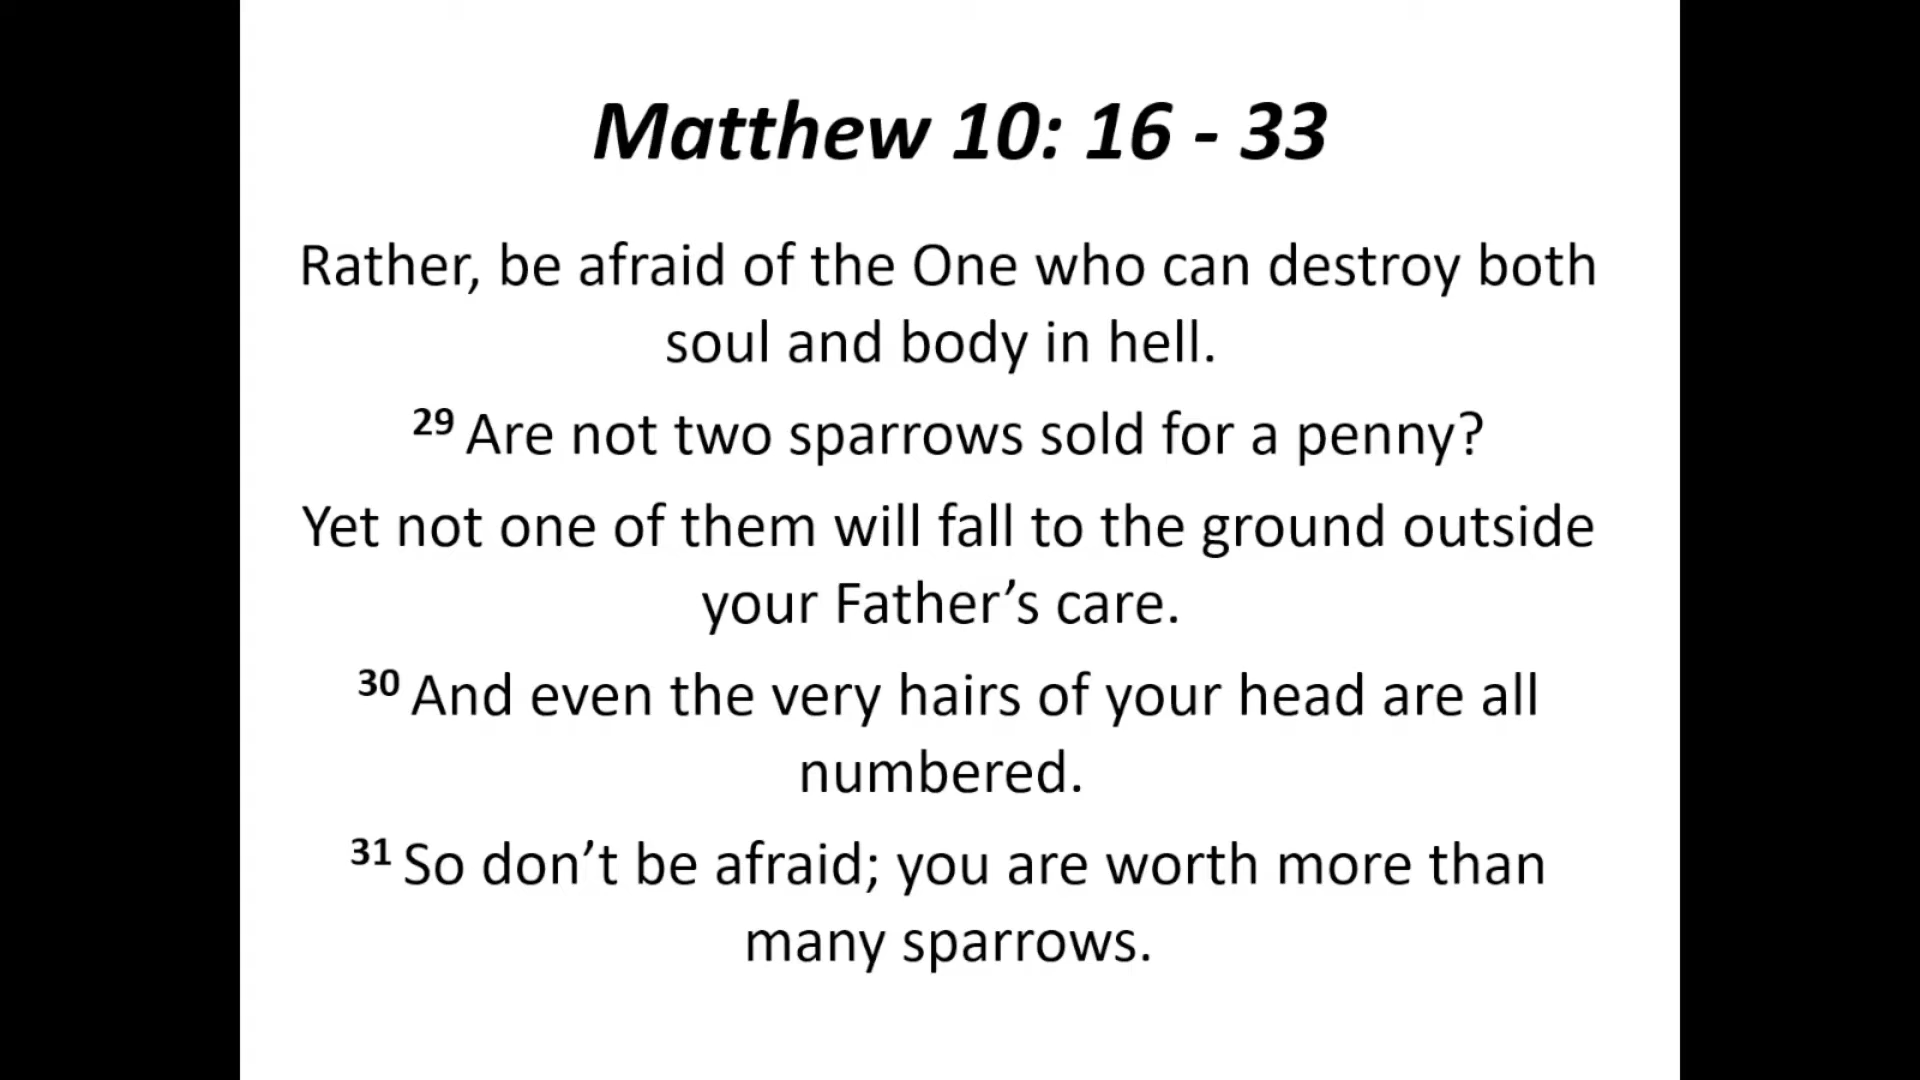 Matthew 10: 16 - 33
Rather, be afraid of the One who can destroy both
soul and body in hell.
29 Are not two sparrows sold for a penny?
Yet not one of them will fall to the ground outside
your Father’s care.
30 And even the very hairs of your head are all
numbered.
31 So don’t be afraid; you are worth more than
many sparrows.